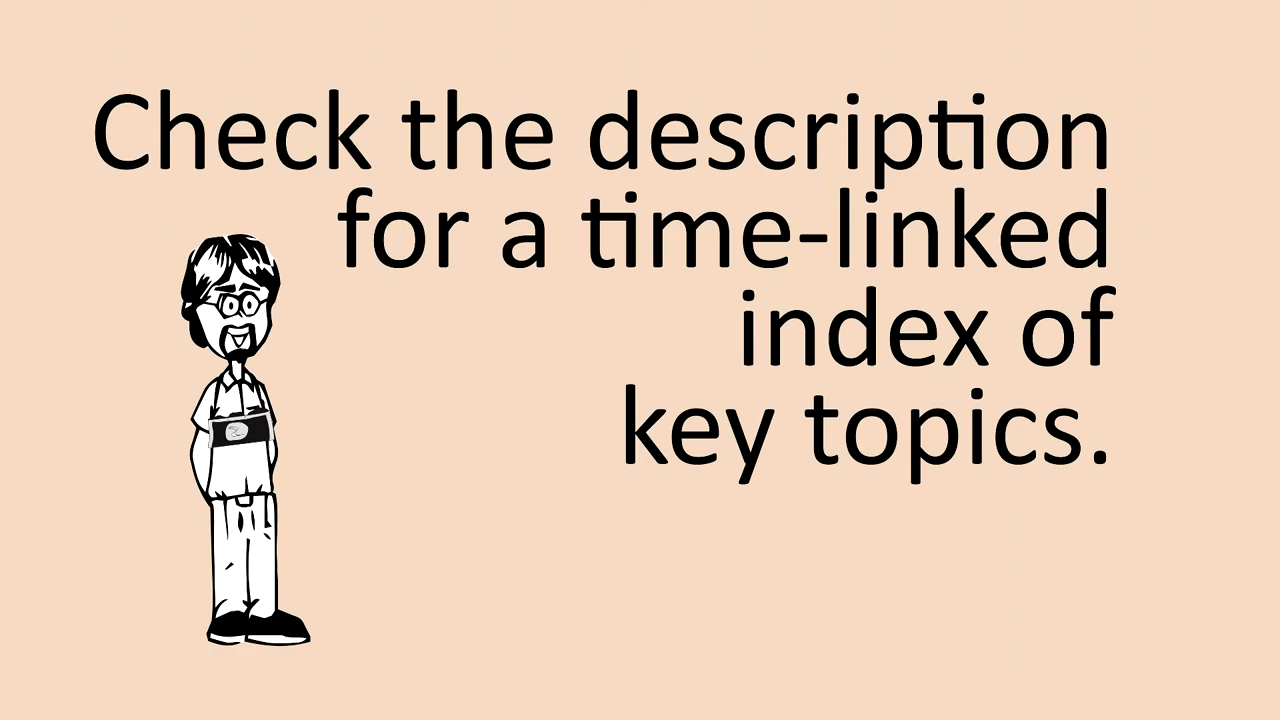 Check the description
for a time-linked
index of
key topics.